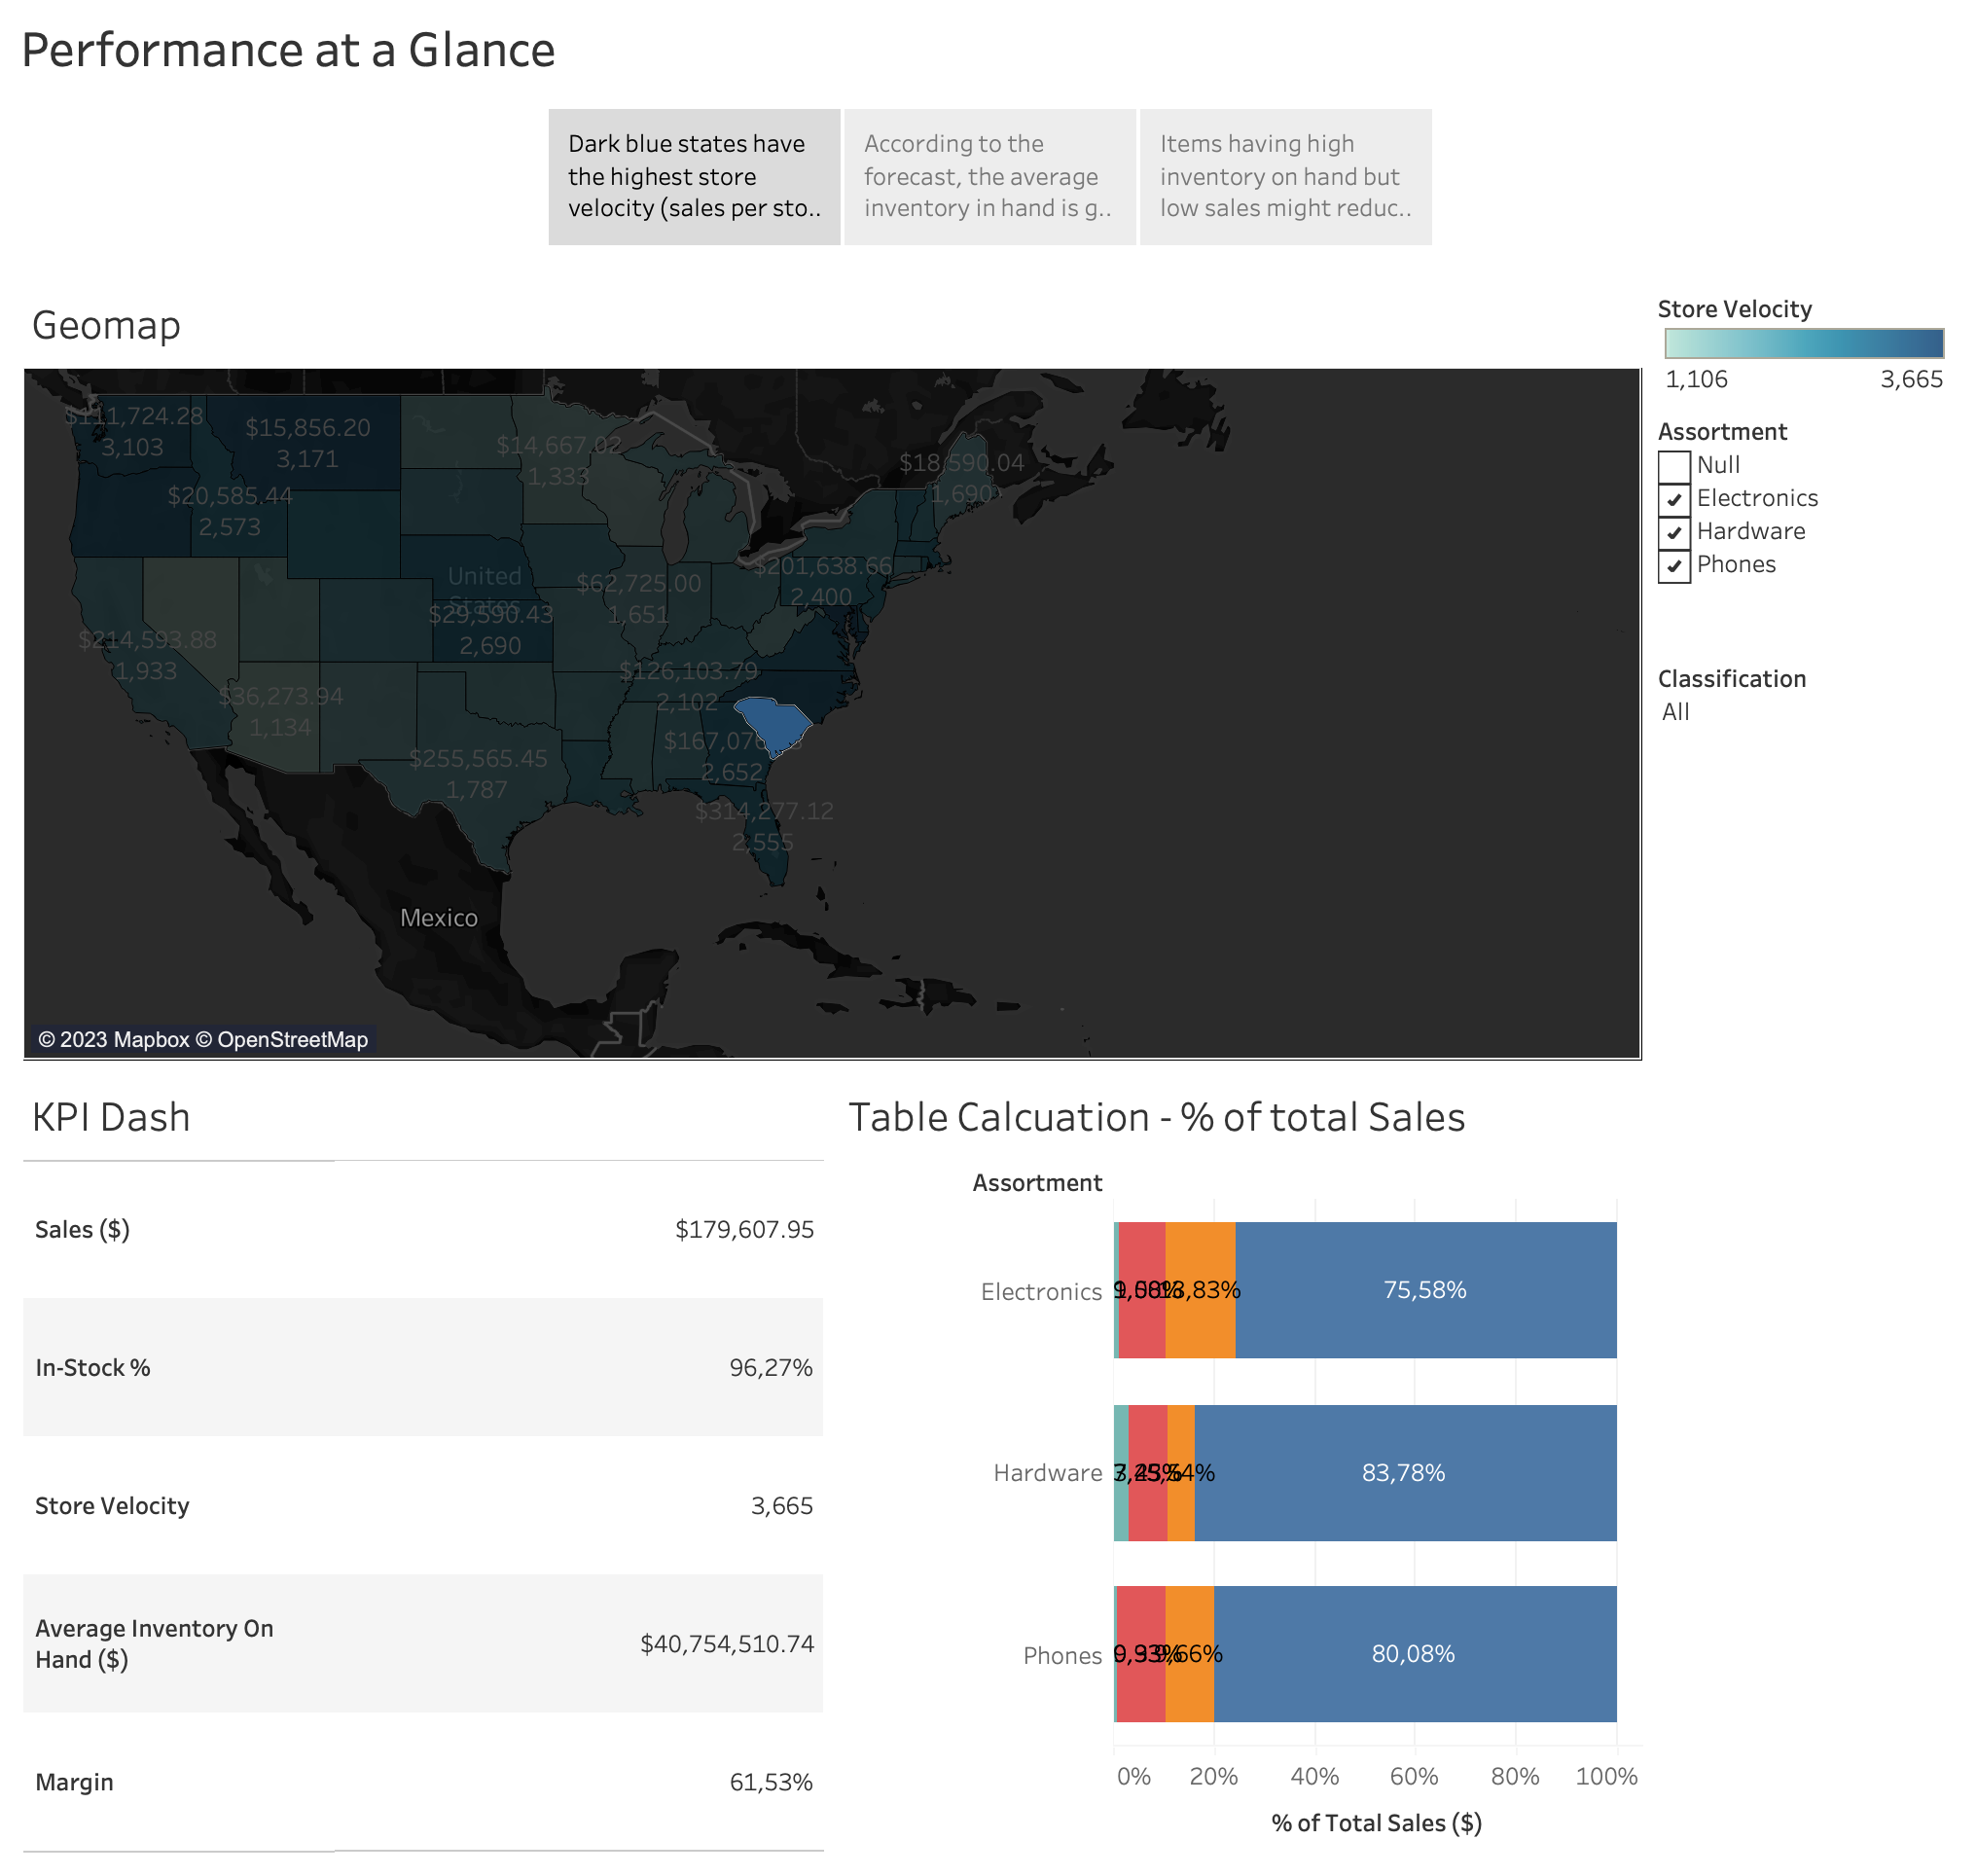 Performance at a Glance
Dark blue states have
the highest store
velocity (sales per sto..
According to the
forecast, the average
inventory in hand is g..
Items having high
inventory on hand but
low sales might reduc..
Geomap
Store Velocity
1,106 3,665
Assortment
Null
Electronics
Hardware
Phones
Classification
All
$111,724.28
3,103
$15,856.20
3,171
$14,667.02
1,333
$18,590.04
1,690
$20,585.44
2,573
United
States
$29,590.43
2,690
$62,725.00
1,651
$201,638.66
2,400
$214,593.88
1,933
$36,273.94
1,134
$126,103.79
2,102
2,652
$255,565.45
1,787
$314,277.12
2,555
Mexico
© 2023 Mapbox © OpenStreetMap
KPI Dash
Sales ($) $179,607.95
In-Stock % 96,27%
Store Velocity 3,665
Average Inventory On
Hand ($)
$40,754,510.74
Margin 61,53%
Table Calcuation - % of total Sales
Assortment
Electronics 13,83% 75,58%
Hardware 83,78%
Phones 9,66% 80,08%
0% 20% 40% 60% 80% 100%
% of Total Sales ($)